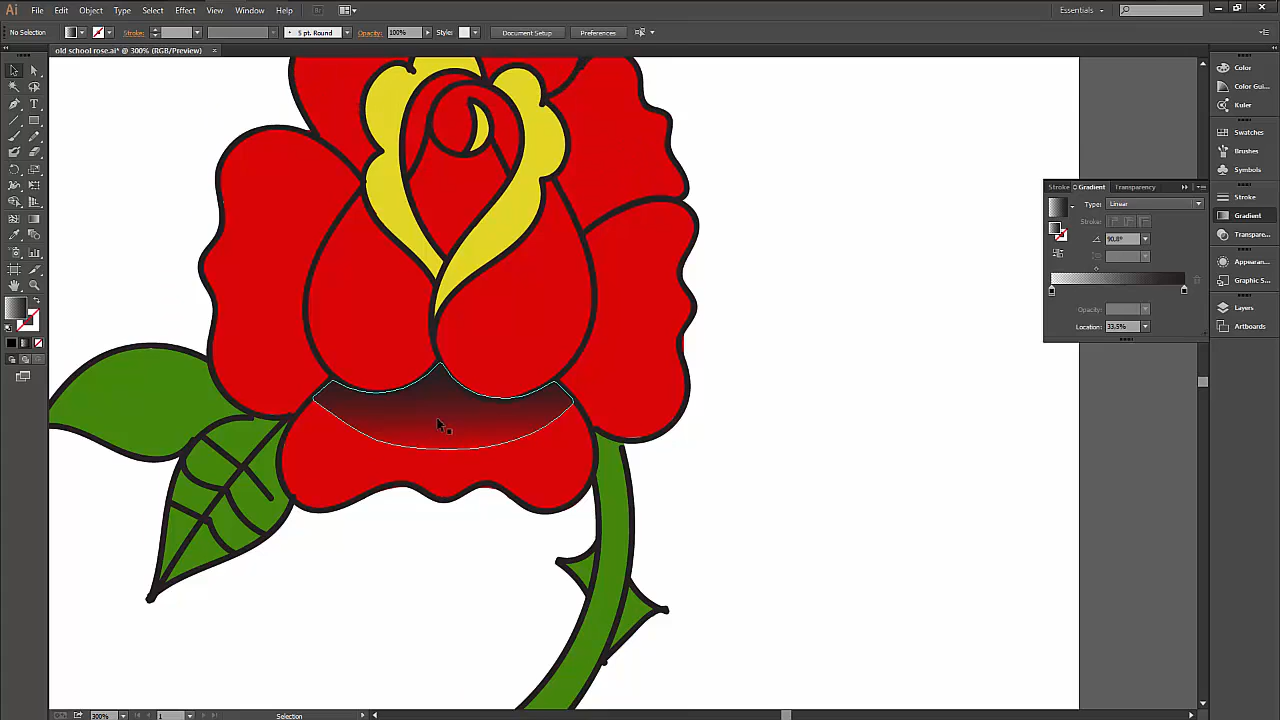 Ai File Edit Object Type Select Effect View Window Help Br Essentials
No Selection Stroke: 5 pt. Round Opacity: 100% Style: Document Setup Preferences
old school rose.ai* @ 300% (RGB/Preview) ×
Color
Color Gui...
Kuler
Swatches
Brushes
Symbols
Stroke
Gradient
Transpare...
Appearan...
Graphic S...
Layers
Artboards
Stroke Gradient Transparency
Type: Linear
Stroke:
90.8°
Opacity:
Location: 33.5%
300% 1 Selection